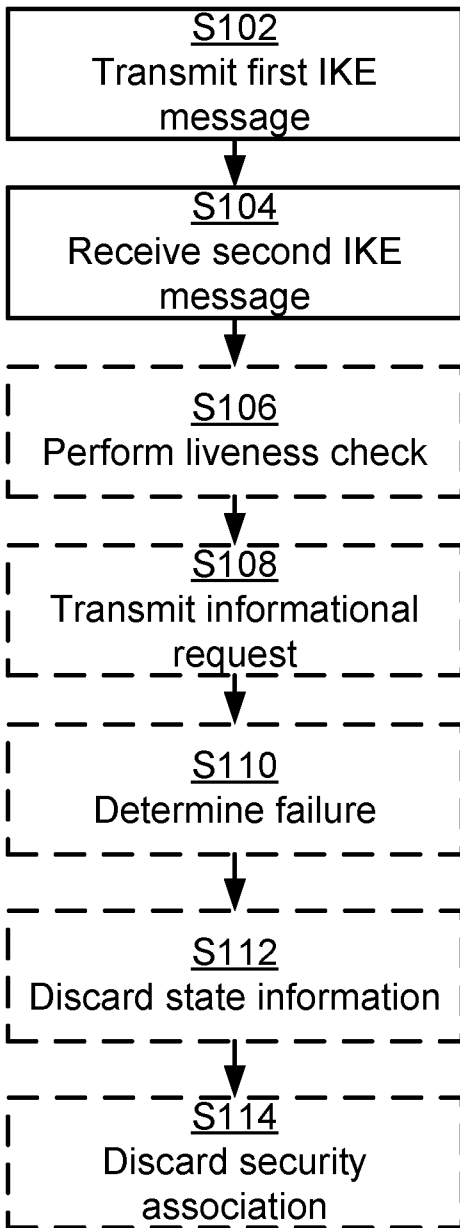 S102
Transmit first IKE
message
S104
Receive second IKE
message
S106
Perform liveness check
S108
Transmit informational
request
S110
Determine failure
S112
Discard state information
S114
Discard security
association